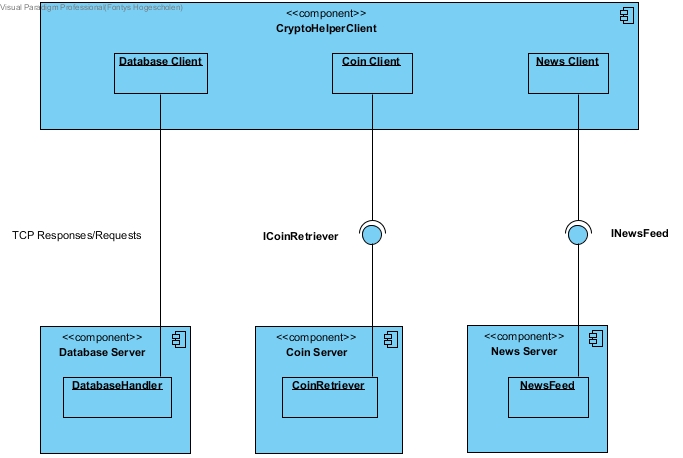 Visual Paradigm Professional(Fontys Hogescholen)
<<component>>
CryptoHelperClient
Database Client
Coin Client
News Client
TCP Responses/Requests
ICoinRetriever
INewsFeed
<<component>>
Database Server
DatabaseHandler
<<component>>
Coin Server
CoinRetriever
<<component>>
News Server
NewsFeed